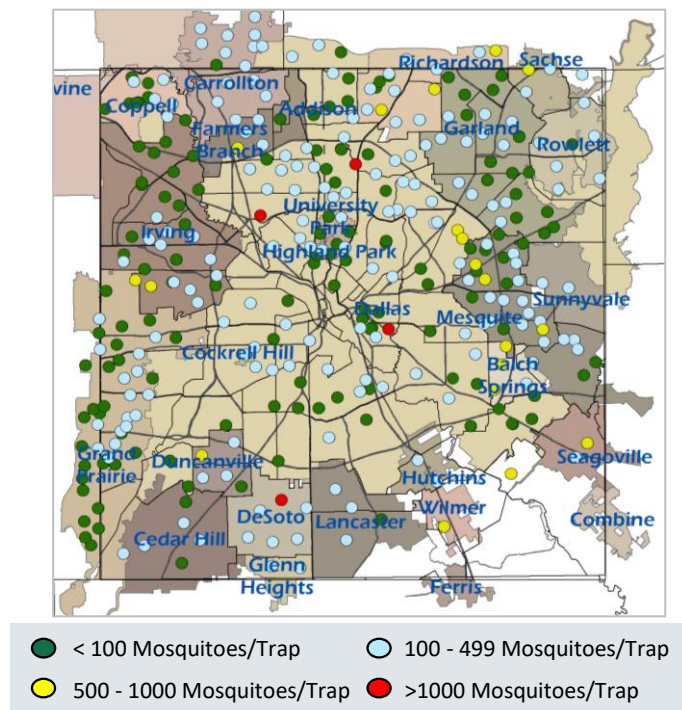 Richardson
Sachse
vine
Coppell
Carrollton
Addison
Farmers
Branch
Garland
Rowlett
University
Park
Irving
Highland Park
Dallas
Mesquite
Sunnyvale
Cockrell Hill
Balch
Springs
Grand
Prairie
Duncanville
Hutchins
Seagoville
Wilmer
DeSoto
Lancaster
Combine
Cedar Hill
Glenn
Heights
Ferris
< 100 Mosquitoes/Trap
100 - 499 Mosquitoes/Trap
500 - 1000 Mosquitoes/Trap
>1000 Mosquitoes/Trap